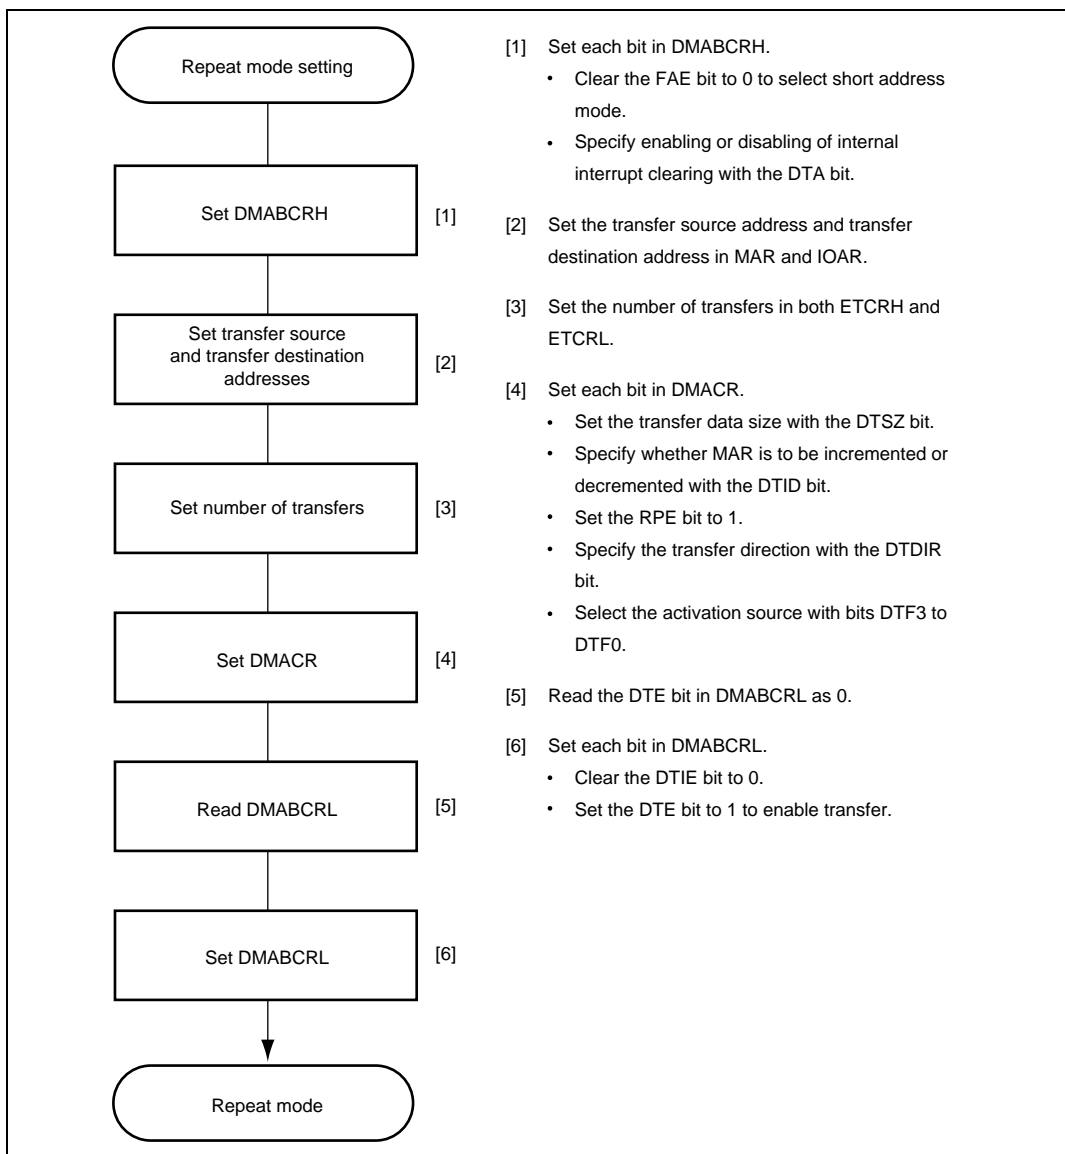 Repeat mode setting
Set DMABCRH
[1]
Set transfer source
and transfer destination
addresses
[2]
Set number of transfers
[3]
Set DMACR
[4]
Read DMABCRL
[5]
Set DMABCRL
[6]
Repeat mode
[1] Set each bit in DMABCRH.
• Clear the FAE bit to 0 to select short address
mode.
• Specify enabling or disabling of internal
interrupt clearing with the DTA bit.
[2] Set the transfer source address and transfer
destination address in MAR and IOAR.
[3] Set the number of transfers in both ETCRH and
ETCRL.
[4] Set each bit in DMACR.
• Set the transfer data size with the DTSZ bit.
• Specify whether MAR is to be incremented or
decremented with the DTID bit.
• Set the RPE bit to 1.
• Specify the transfer direction with the DTDIR
bit.
• Select the activation source with bits DTF3 to
DTF0.
[5] Read the DTE bit in DMABCRL as 0.
[6] Set each bit in DMABCRL.
• Clear the DTIE bit to 0.
• Set the DTE bit to 1 to enable transfer.